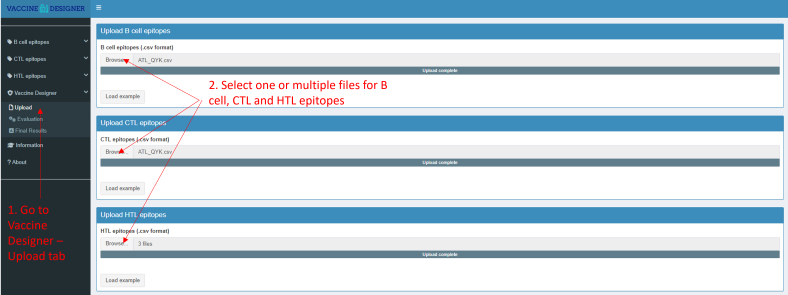 VACCINE DESIGNER
B cell epitopes
CTL epitopes
HTL epitopes
Vaccine Designer
Upload
Evaluation
Final Results
Information
? About
1. Go to
Vaccine
Designer –
Upload tab
Upload B cell epitopes
B cell epitopes (.csv format)
Browse... ATL_QYK.csv
Upload complete
Load example
2. Select one or multiple files for B
cell, CTL and HTL epitopes
Upload CTL epitopes
CTL epitopes (.csv format)
Browse... ATL_QYK.csv
Upload complete
Load example
Upload HTL epitopes
HTL epitopes (.csv format)
Browse... 3 files
Upload complete
Load example